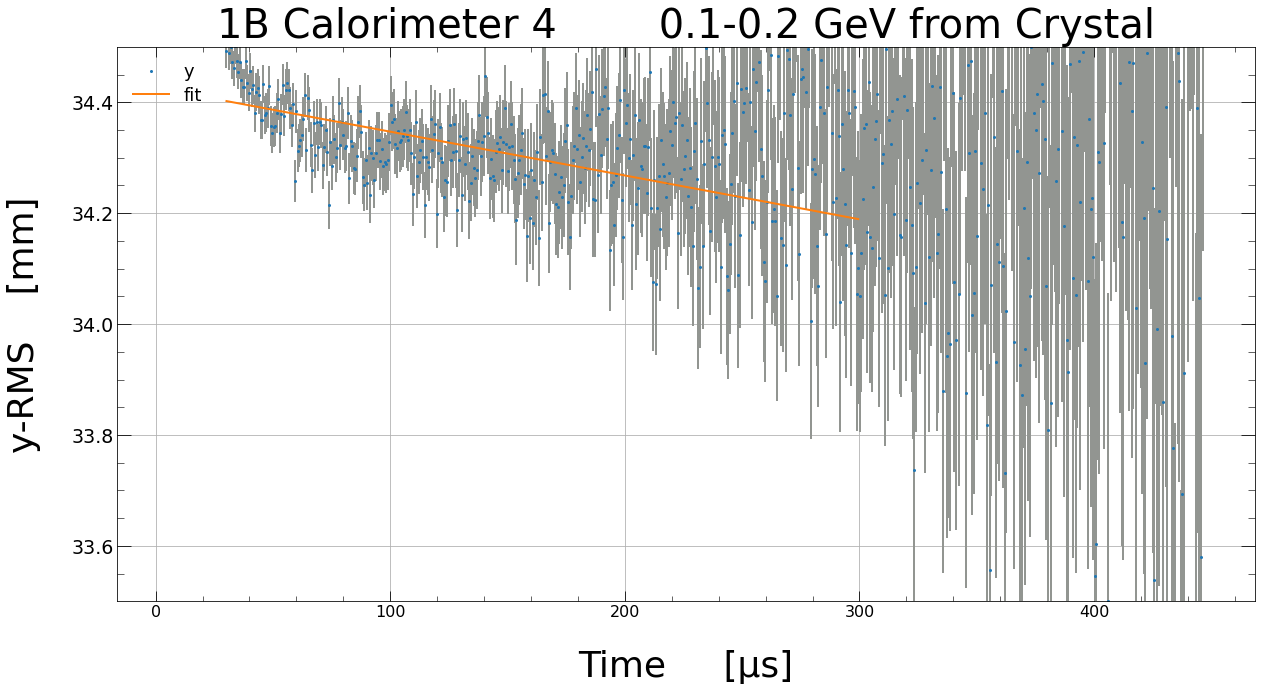 1B Calorimeter 4 0.1-0.2 GeV from Crystal
y
fit
34.4
34.2
34.0
33.8
33.6
y-RMS [mm]
0 100 200 300 400
Time [µs]